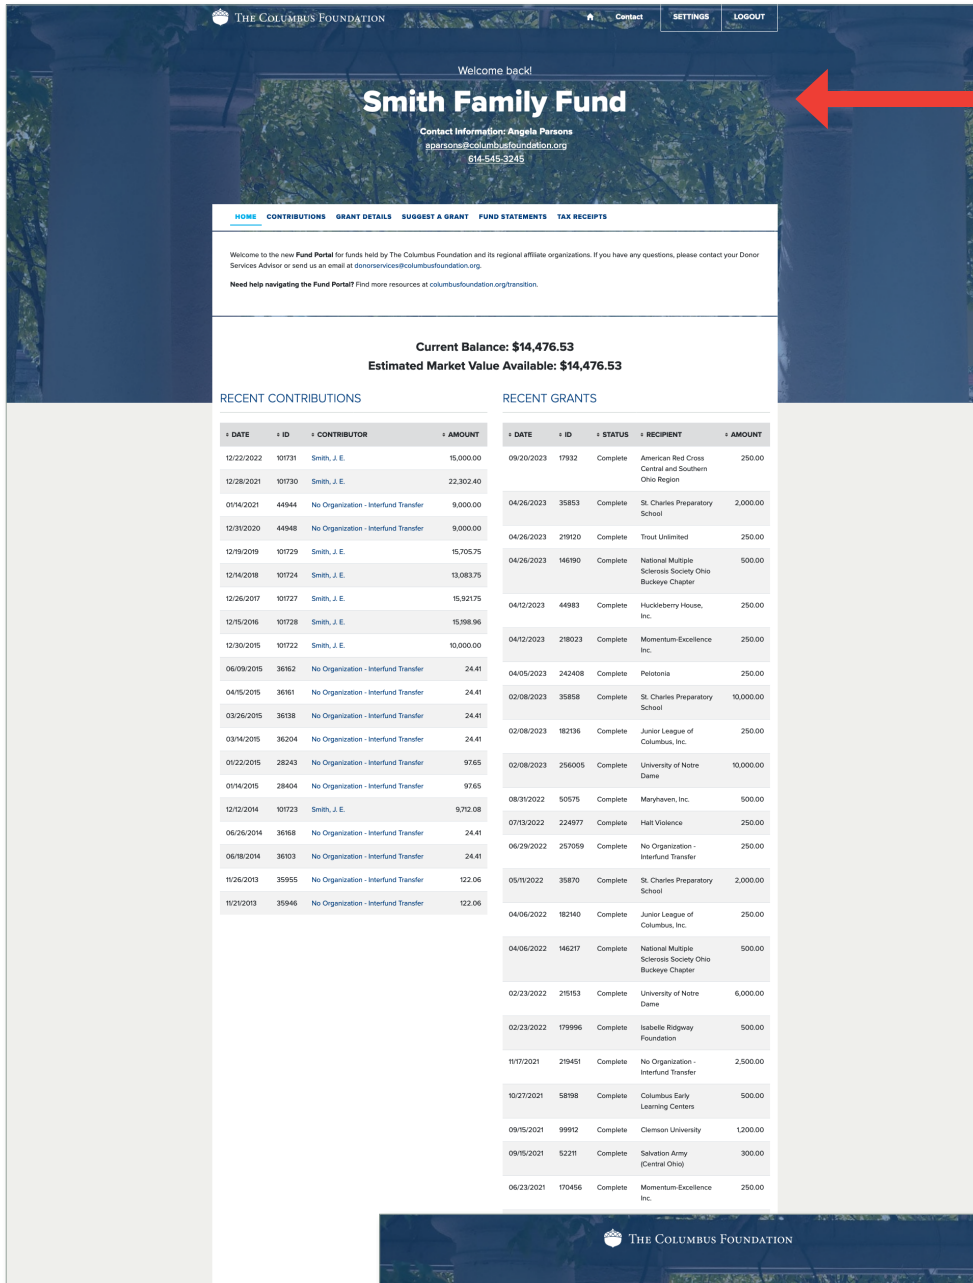 THE COLUMBUS FOUNDATION
Contact
SETTINGS
LOGOUT
Welcome back!
Smith Family Fund
Contact Information: Angela Parsons
aparsons@columbusfoundation.org
614-545-3245
HOME CONTRIBUTIONS GRANT DETAILS SUGGEST A GRANT FUND STATEMENTS TAX RECEIPTS
Welcome to the new Fund Portal for funds held by The Columbus Foundation and its regional affiliate organizations. If you have any questions, please contact your Donor
Services Advisor or send us an email at donorservices@columbusfoundation.org.
Need help navigating the Fund Portal? Find more resources at columbusfoundation.org/transition.
Current Balance: $14,476.53
Estimated Market Value Available: $14,476.53
RECENT CONTRIBUTIONS
DATE ID CONTRIBUTOR AMOUNT
12/22/2022 101731 Smith, J. E. 15,000.00
12/28/2021 101730 Smith, J. E. 22,302.40
01/14/2021 44944 No Organization - Interfund Transfer 9,000.00
12/31/2020 44948 No Organization - Interfund Transfer 9,000.00
12/19/2019 101729 Smith, J. E. 15,705.75
12/14/2018 101724 Smith, J. E. 13,083.75
12/26/2017 101727 Smith, J. E. 15,921.75
12/15/2016 101728 Smith, J. E. 15,198.96
12/30/2015 101722 Smith, J. E. 10,000.00
06/09/2015 36162 No Organization - Interfund Transfer 24.41
04/15/2015 36161 No Organization - Interfund Transfer 24.41
03/26/2015 36138 No Organization - Interfund Transfer 24.41
03/14/2015 36204 No Organization - Interfund Transfer 24.41
01/22/2015 28243 No Organization - Interfund Transfer 97.65
01/14/2015 28404 No Organization - Interfund Transfer 97.65
12/12/2014 101723 Smith, J. E. 9,712.08
06/26/2014 36168 No Organization - Interfund Transfer 24.41
06/18/2014 36103 No Organization - Interfund Transfer 24.41
11/26/2013 35955 No Organization - Interfund Transfer 122.06
11/21/2013 35946 No Organization - Interfund Transfer 122.06
RECENT GRANTS
DATE ID STATUS RECIPIENT AMOUNT
09/20/2023 17932 Complete American Red Cross 250.00
Central and Southern
Ohio Region
04/26/2023 35853 Complete St. Charles Preparatory 2,000.00
School
04/26/2023 219120 Complete Trout Unlimited 250.00
04/26/2023 146190 Complete National Multiple 500.00
Sclerosis Society Ohio
Buckeye Chapter
04/12/2023 44983 Complete Huckleberry House, 250.00
Inc.
04/12/2023 218023 Complete Momentum-Excellence 250.00
Inc.
04/05/2023 242408 Complete Pelotonia 250.00
02/08/2023 35858 Complete St. Charles Preparatory 10,000.00
School
02/08/2023 182136 Complete Junior League of 250.00
Columbus, Inc.
02/08/2023 256005 Complete University of Notre 10,000.00
Dame
08/31/2022 50575 Complete Maryhaven, Inc. 500.00
07/13/2022 224977 Complete Halt Violence 250.00
06/29/2022 257059 Complete No Organization - 250.00
Interfund Transfer
05/11/2022 35870 Complete St. Charles Preparatory 2,000.00
School
04/06/2022 182140 Complete Junior League of 250.00
Columbus, Inc.
04/06/2022 146217 Complete National Multiple 500.00
Sclerosis Society Ohio
Buckeye Chapter
02/23/2022 215153 Complete University of Notre 6,000.00
Dame
02/23/2022 179996 Complete Isabelle Ridgway 500.00
Foundation
11/17/2021 219451 Complete No Organization - 2,500.00
Interfund Transfer
10/27/2021 58198 Complete Columbus Early 500.00
Learning Centers
09/15/2021 99912 Complete Clemson University 1,200.00
09/15/2021 52211 Complete Salvation Army 300.00
(Central Ohio)
06/23/2021 170456 Complete Momentum-Excellence 250.00
Inc.
THE COLUMBUS FOUNDATION